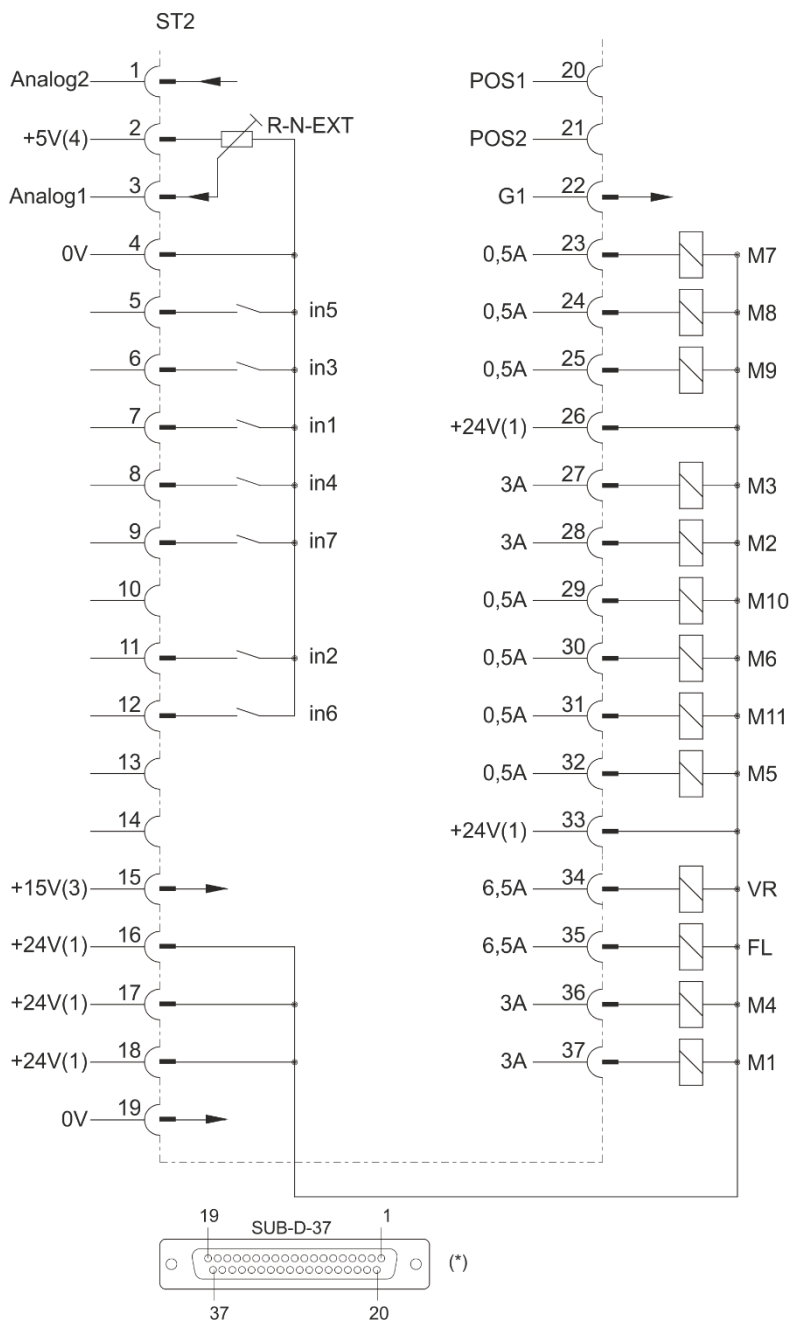 ST2
Analog2 1
+5V(4) 2 R-N-EXT
Analog1 3
0V 4
5 in5
6 in3
7 in1
8 in4
9 in7
10
11 in2
12 in6
13
14
+15V(3) 15
+24V(1) 16
+24V(1) 17
+24V(1) 18
0V 19
POS1 20
POS2 21
G1 22
0,5A 23 M7
0,5A 24 M8
0,5A 25 M9
+24V(1) 26
3A 27 M3
3A 28 M2
0,5A 29 M10
0,5A 30 M6
0,5A 31 M11
0,5A 32 M5
+24V(1) 33
6,5A 34 VR
6,5A 35 FL
3A 36 M4
3A 37 M1
19 SUB-D-37 1
(*)
37 20